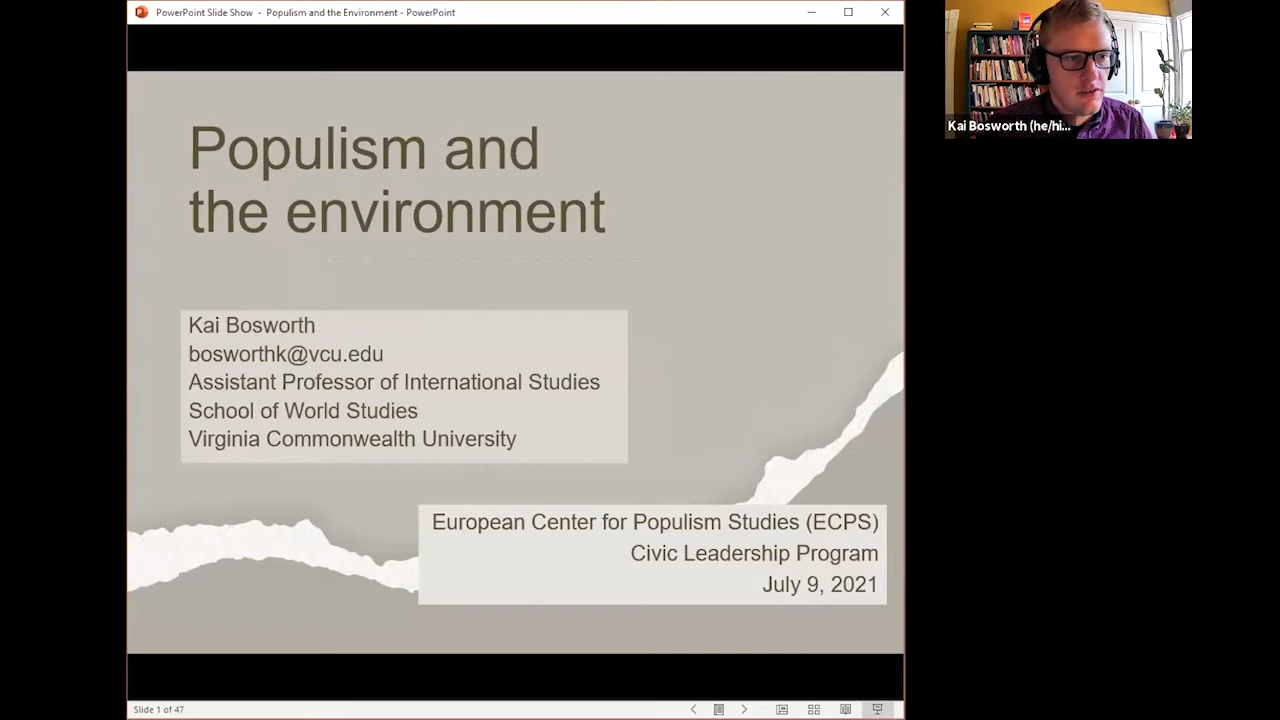 PowerPoint Slide Show - Populism and the Environment - PowerPoint
Populism and
the environment
Kai Bosworth
bosworthk@vcu.edu
Assistant Professor of International Studies
School of World Studies
Virginia Commonwealth University
European Center for Populism Studies (ECPS)
Civic Leadership Program
July 9, 2021
Slide 1 of 47
Kai Bosworth (he/hi...